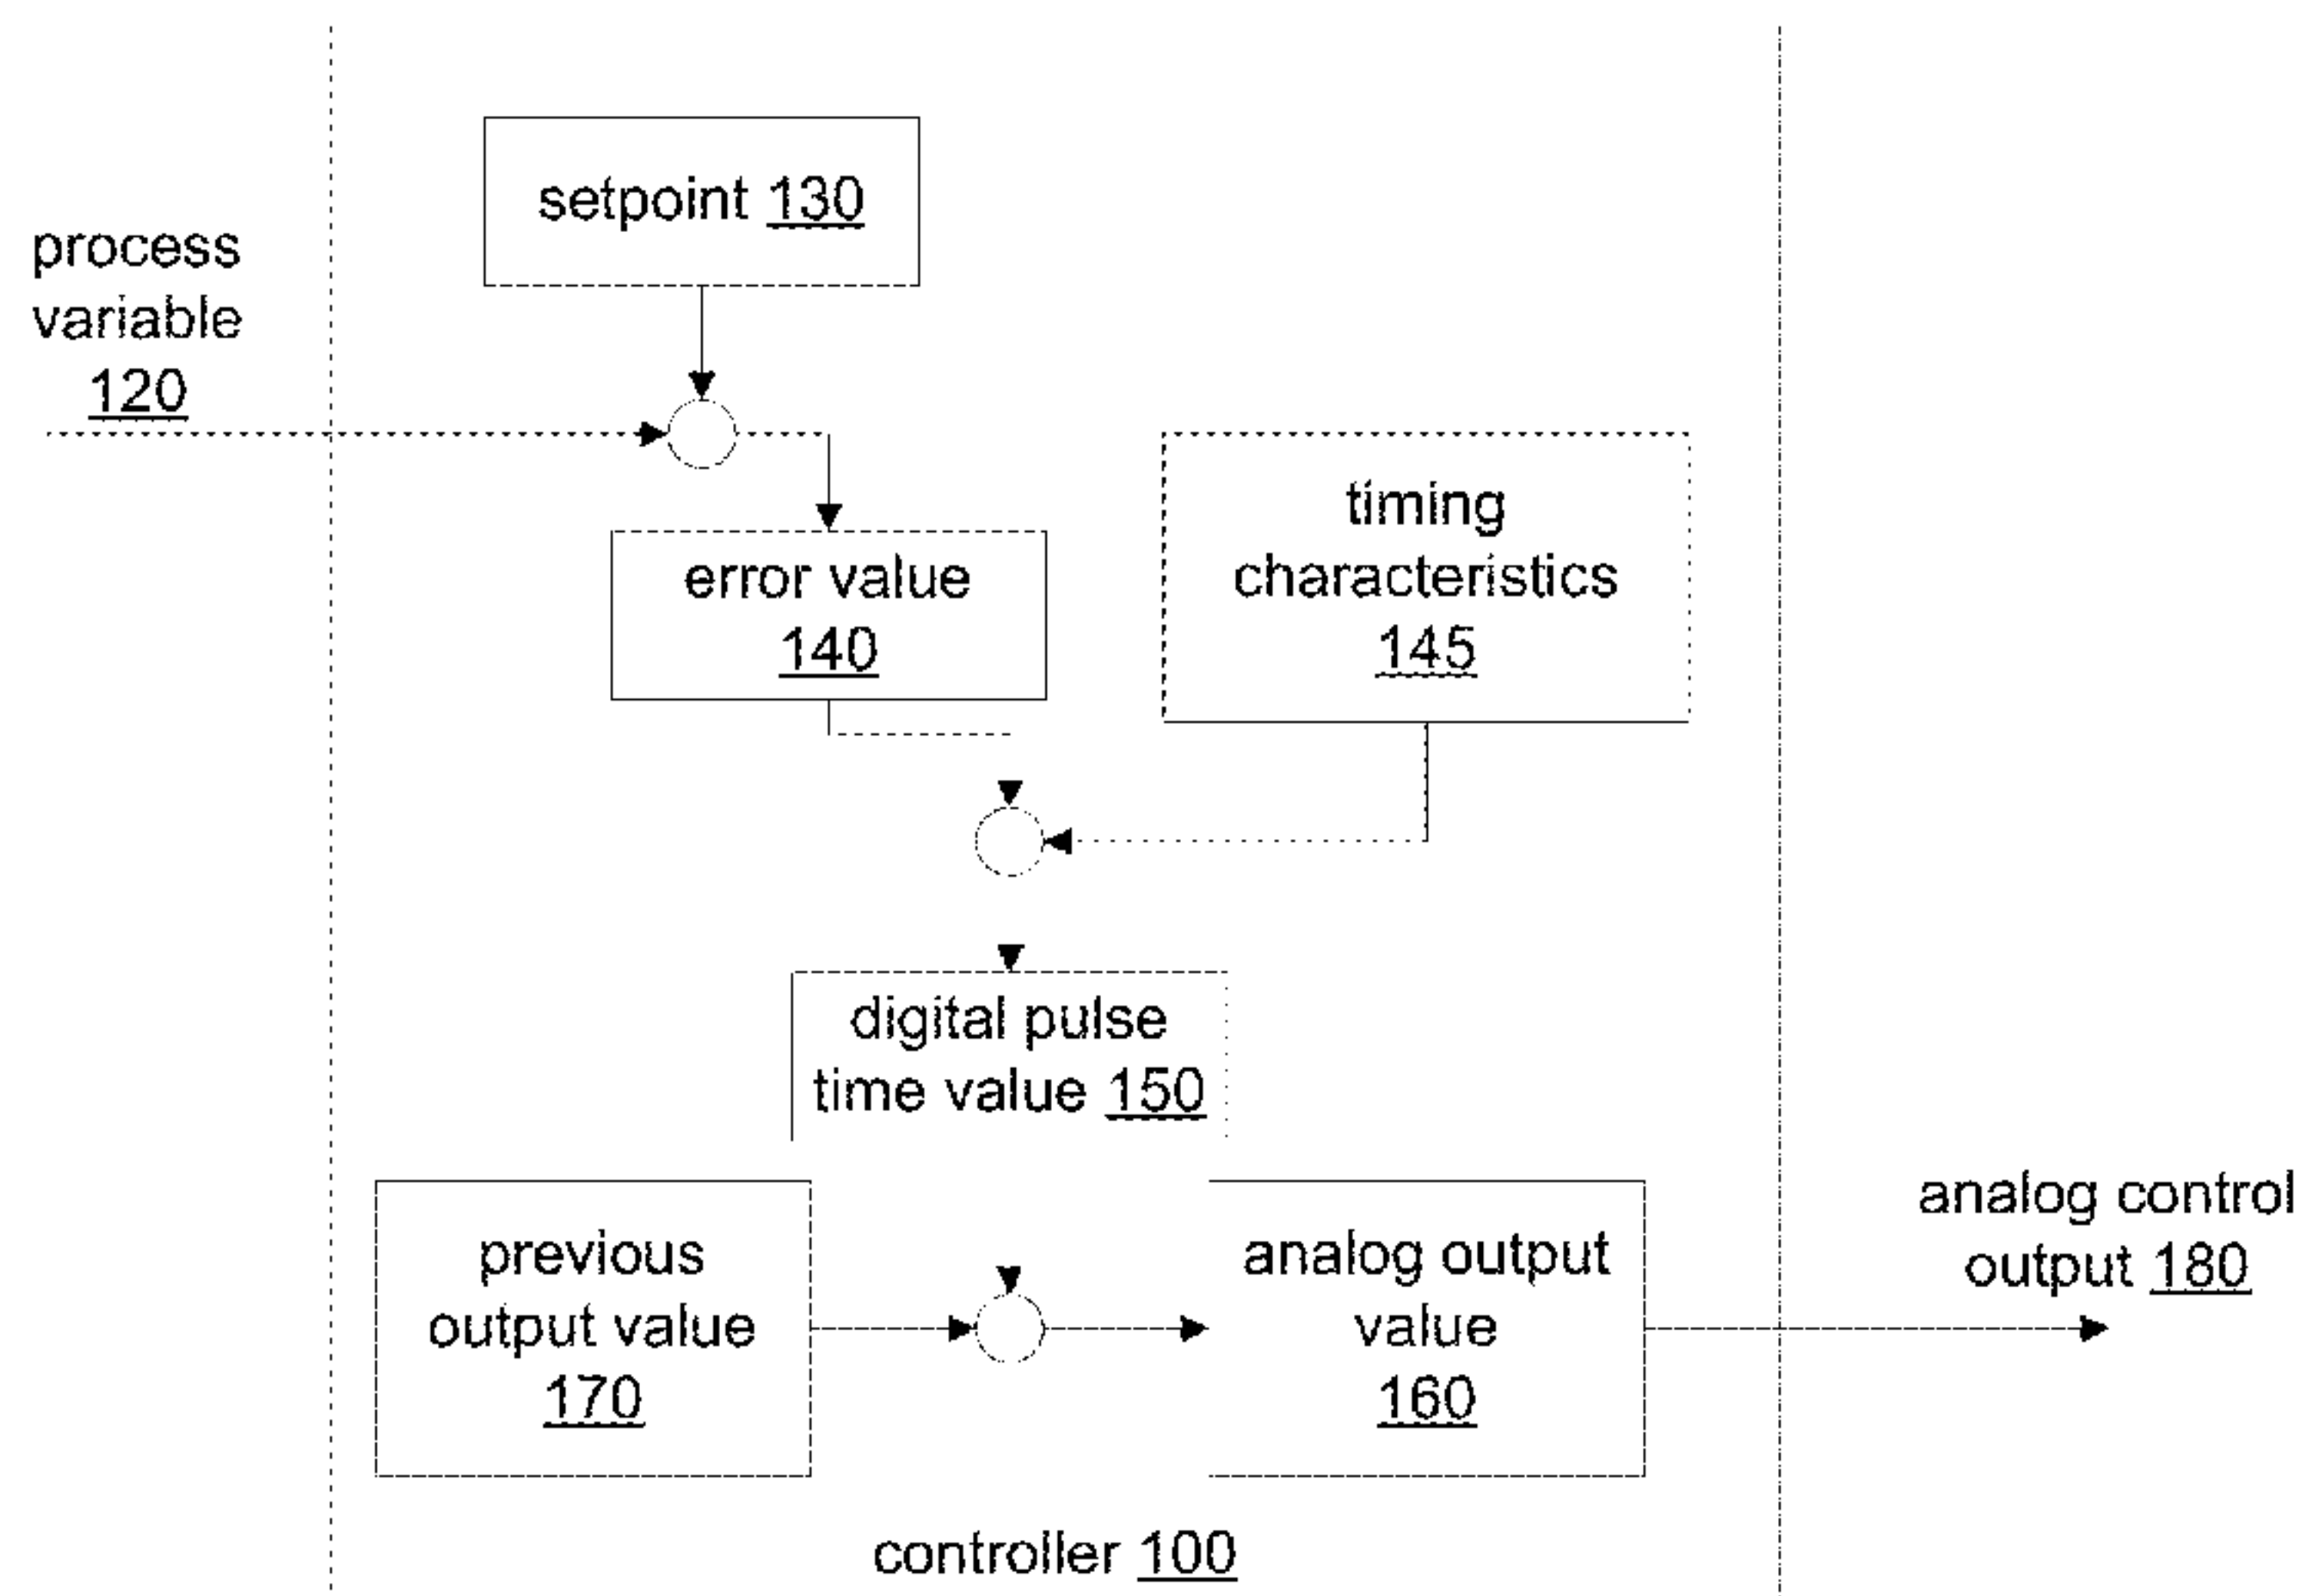 setpoint 130
process
variable
120
timing
characteristics
145
error value
140
digital pulse
time value 150
previous
output value
170
analog output
value
160
analog control
output 180
controller 100